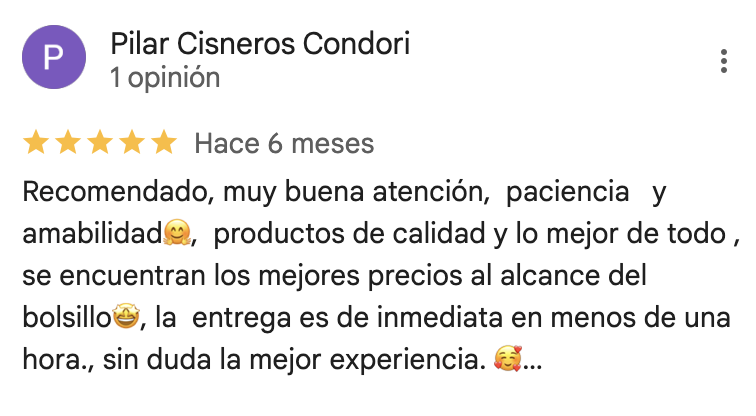 P
Pilar Cisneros Condori
1 opinión
Hace 6 meses
Recomendado, muy buena atención, paciencia y
amabilidad🤗, productos de calidad y lo mejor de todo ,
se encuentran los mejores precios al alcance del
bolsillo🤩, la entrega es de inmediata en menos de una
hora., sin duda la mejor experiencia. 🥰...